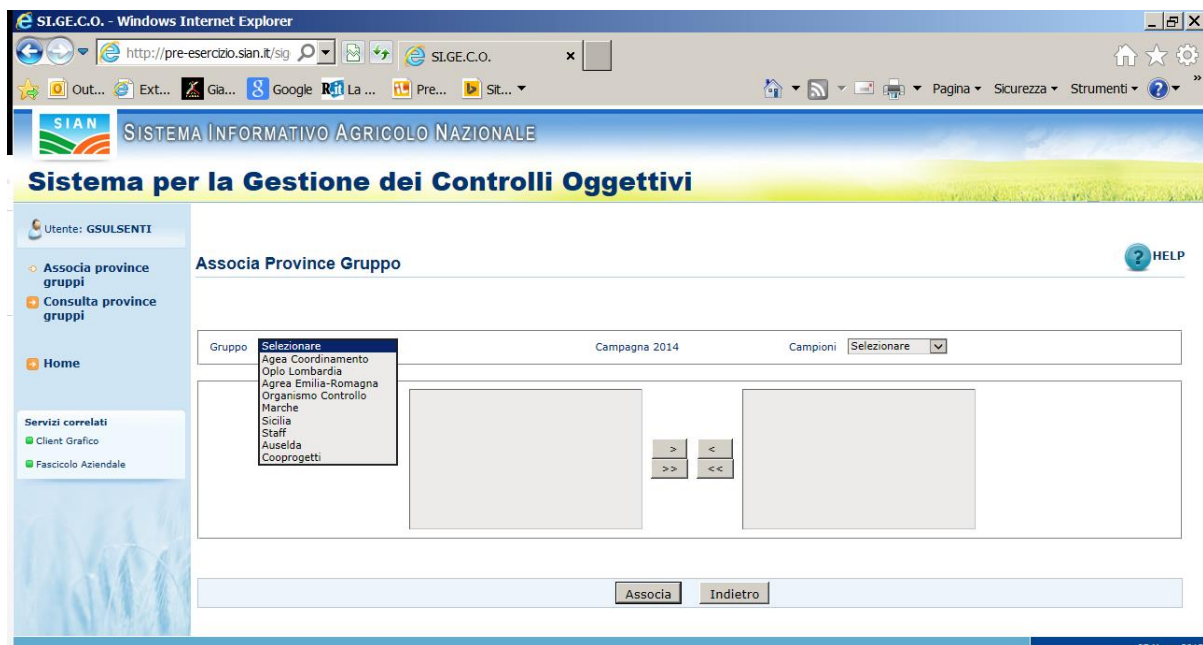 SI.GE.C.O. - Windows Internet Explorer
http://pre-esercizio.sian.it/sig
SI.GE.C.O.
Out... Ext... Gia... Google La ... Pre... Sit...
Pagina Sicurezza Strumenti
SIAN
SISTEMA INFORMATIVO AGRICOLO NAZIONALE
Sistema per la Gestione dei Controlli Oggettivi
Utente: GSULSENTI
HELP
Associa province gruppi
Consulta province gruppi
Home
Servizi correlati
Client Grafico
Fascicolo Aziendale
Associa Province Gruppo
Gruppo Selezionare Campagna 2014 Campioni Selezionare
Agea Coordinamento
Oplo Lombardia
Agrea Emilia-Romagna
Organismo Controllo
Marche
Sicilia
Staff
Auselda
Cooprogetti
> <
>> <<
Associa Indietro